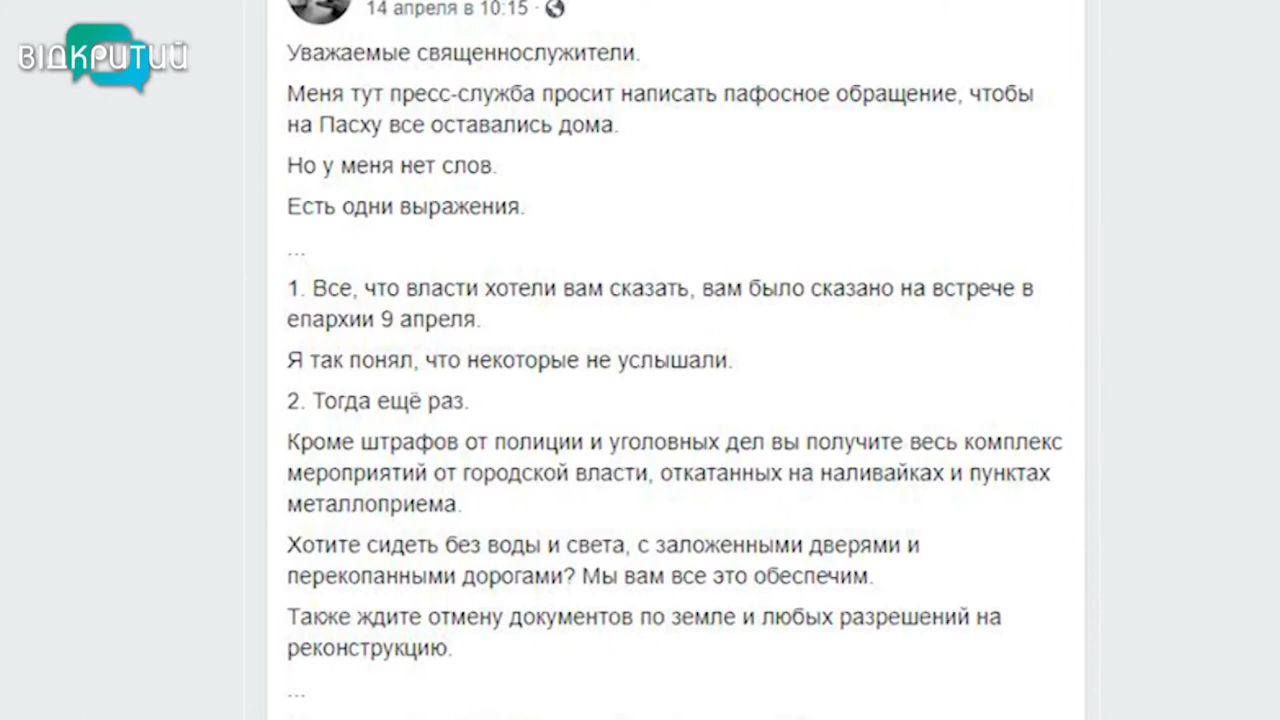 ВІДКРИТИЙ
14 апреля в 10:15 ·
Уважаемые священнослужители.
Меня тут пресс-служба просит написать пафосное обращение, чтобы
на Пасху все оставались дома.
Но у меня нет слов.
Есть одни выражения.
...
1. Все, что власти хотели вам сказать, вам было сказано на встрече в
епархии 9 апреля.
Я так понял, что некоторые не услышали.
2. Тогда ещё раз.
Кроме штрафов от полиции и уголовных дел вы получите весь комплекс
мероприятий от городской власти, откатанных на наливайках и пунктах
металлоприема.
Хотите сидеть без воды и света, с заложенными дверями и
перекопанными дорогами? Мы вам все это обеспечим.
Также ждите отмену документов по земле и любых разрешений на
реконструкцию.
...